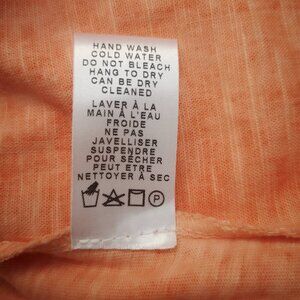 HAND WASH
COLD WATER
DO NOT BLEACH
HANG TO DRY
CAN BE DRY
CLEANED
LAVER À LA
MAIN À L'EAU
FROIDE
NE PAS
JAVELLISER
SUSPENDRE
POUR SÉCHER
PEUT ETRE
NETTOYER À SEC
P